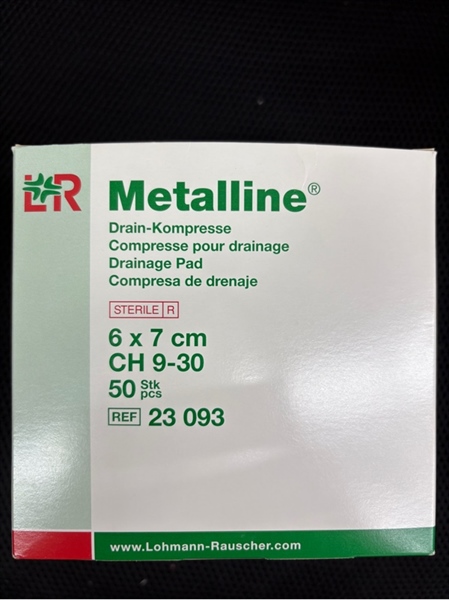 L&R
Metalline®
Drain-Kompresse
Compresse pour drainage
Drainage Pad
Compresa de drenaje
STERILE R
6 x 7 cm
CH 9-30
50 Stk pcs
REF 23 093
www.Lohmann-Rauscher.com